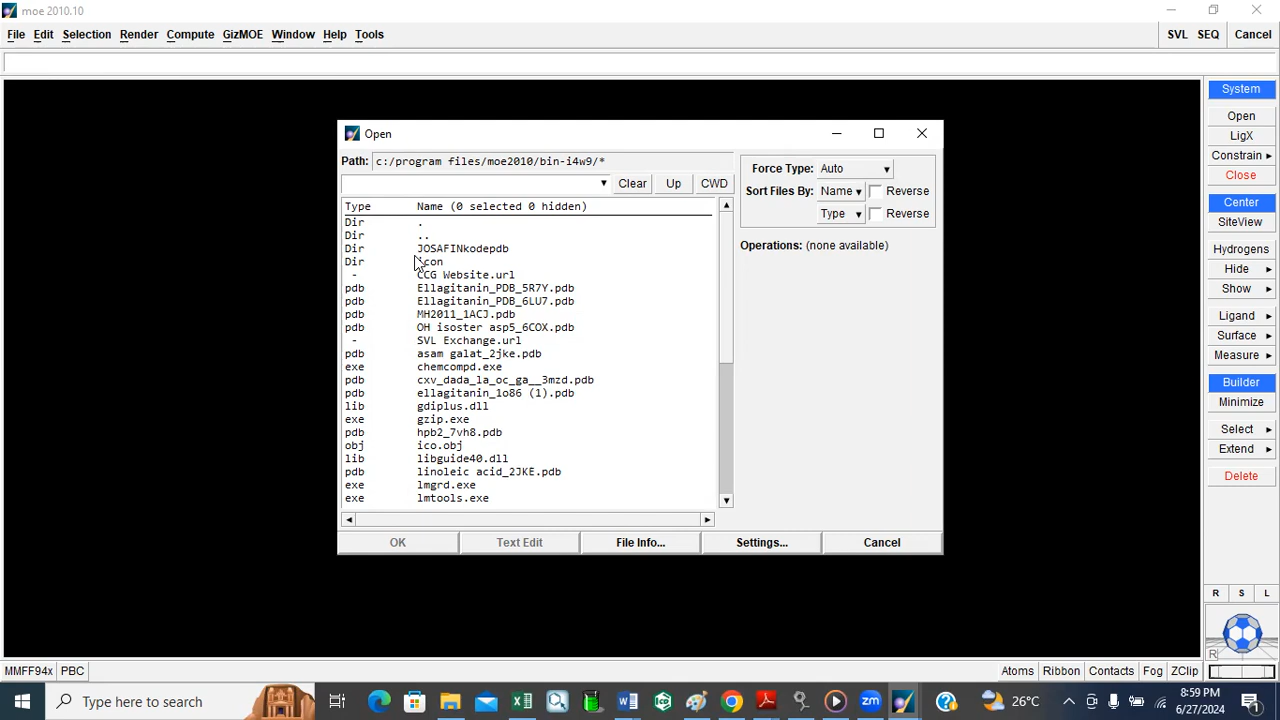 moe 2010.10
File Edit Selection Render Compute GizMOE Window Help Tools SVL SEQ Cancel
Open
Path: c:/program files/moe2010/bin-i4w9/*
Clear Up CWD
Type Name (0 selected 0 hidden)
Dir .
Dir ..
Dir JOSAFINkodepdb
Dir icon
- CCG Website.url
pdb Ellagitanin_PDB_5R7Y.pdb
pdb Ellagitanin_PDB_6LU7.pdb
pdb MH2011_1ACJ.pdb
pdb OH isoster asp5_6COX.pdb
- SVL Exchange.url
pdb asam galat_2jke.pdb
exe chemcompd.exe
pdb cxv_dada_la_oc_ga__3mzd.pdb
pdb ellagitanin_1o86 (1).pdb
lib gdiplus.dll
exe gzip.exe
pdb hpb2_7vh8.pdb
obj ico.obj
lib libguide40.dll
pdb linoleic acid_2JKE.pdb
exe lmgrd.exe
exe lmtools.exe
Force Type: Auto
Sort Files By: Name Reverse
Type Reverse
Operations: (none available)
OK Text Edit File Info... Settings... Cancel
System
Open
LigX
Constrain
Close
Center
SiteView
Hydrogens
Hide
Show
Ligand
Surface
Measure
Builder
Minimize
Select
Extend
Delete
R S L
R
MMFF94x PBC Atoms Ribbon Contacts Fog ZClip
Type here to search
26°C
8:59 PM
6/27/2024
1